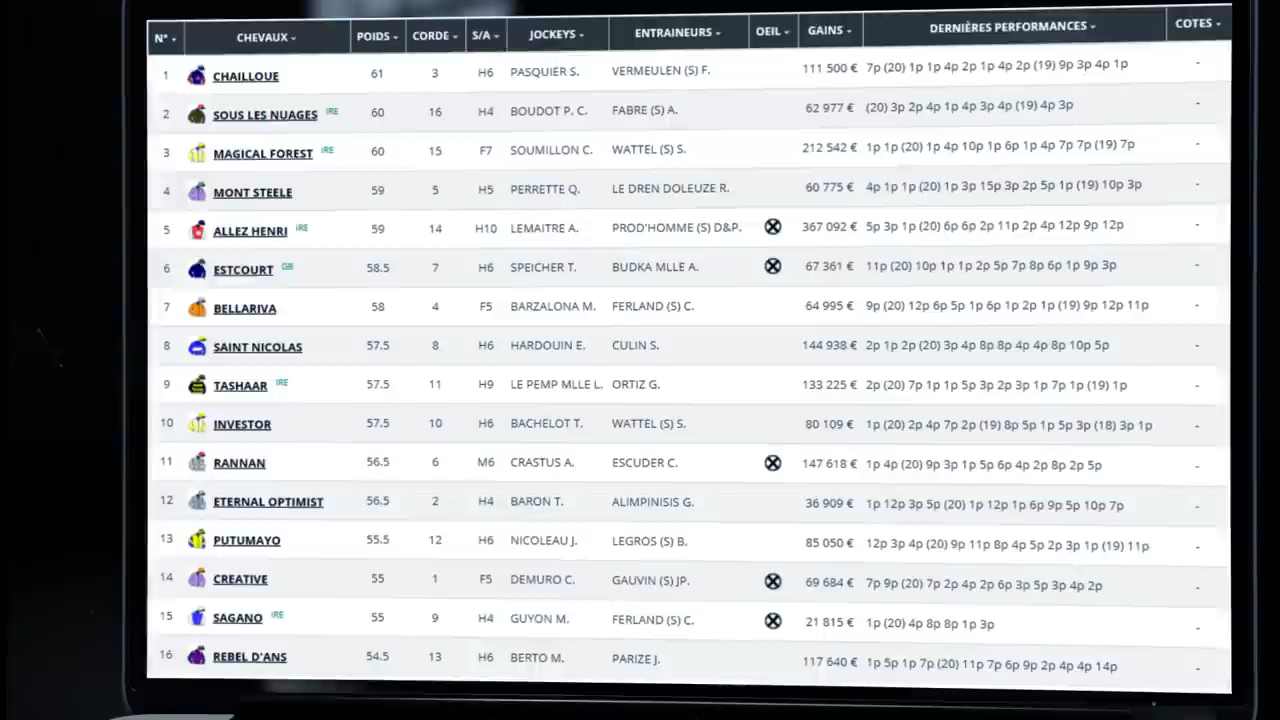 N° CHEVAUX POIDS CORDE S/A JOCKEYS ENTRAINEURS OEIL GAINS DERNIÈRES PERFORMANCES COTES
1 CHAILLOUE 61 3 H6 PASQUIER S. VERMEULEN (S) F. 111 500 € 7p (20) 1p 1p 4p 2p 1p 4p 2p (19) 9p 3p 4p 1p -
2 SOUS LES NUAGES IRE 60 16 H4 BOUDOT P. C. FABRE (S) A. 62 977 € (20) 3p 2p 4p 1p 4p 3p 4p (19) 4p 3p -
3 MAGICAL FOREST IRE 60 15 F7 SOUMILLON C. WATTEL (S) S. 212 542 € 1p 1p (20) 1p 4p 10p 1p 6p 1p 4p 7p 7p (19) 7p -
4 MONT STEELE 59 5 H5 PERRETTE Q. LE DREN DOLEUZE R. 60 775 € 4p 1p 1p (20) 1p 3p 15p 3p 2p 5p 1p (19) 10p 3p -
5 ALLEZ HENRI IRE 59 14 H10 LEMAITRE A. PROD'HOMME (S) D&P. 367 092 € 5p 3p 1p (20) 6p 6p 2p 11p 2p 4p 12p 9p 12p -
6 ESTCOURT GB 58.5 7 H6 SPEICHER T. BUDKA MLLE A. 67 361 € 11p (20) 10p 1p 1p 2p 5p 7p 8p 6p 1p 9p 3p -
7 BELLARIVA 58 4 F5 BARZALONA M. FERLAND (S) C. 64 995 € 9p (20) 12p 6p 5p 1p 6p 1p 2p 1p (19) 9p 12p 11p -
8 SAINT NICOLAS 57.5 8 H6 HARDOUIN E. CULIN S. 144 938 € 2p 1p 2p (20) 3p 4p 8p 8p 4p 4p 8p 10p 5p -
9 TASHAAR IRE 57.5 11 H9 LE PEMP MLLE L. ORTIZ G. 133 225 € 2p (20) 7p 1p 1p 5p 3p 2p 3p 1p 7p 1p (19) 1p -
10 INVESTOR 57.5 10 H6 BACHELOT T. WATTEL (S) S. 80 109 € 1p (20) 2p 4p 7p 2p (19) 8p 5p 1p 5p 3p (18) 3p 1p -
11 RANNAN 56.5 6 M6 CRASTUS A. ESCUDER C. 147 618 € 1p 4p (20) 9p 3p 1p 5p 6p 4p 2p 8p 2p 5p -
12 ETERNAL OPTIMIST 56.5 2 H4 BARON T. ALIMPINISIS G. 36 909 € 1p 12p 3p 5p (20) 1p 12p 1p 6p 9p 5p 10p 7p -
13 PUTUMAYO 55.5 12 H6 NICOLEAU J. LEGROS (S) B. 85 050 € 12p 3p 4p (20) 9p 11p 8p 4p 5p 2p 3p 1p (19) 11p -
14 CREATIVE 55 1 F5 DEMURO C. GAUVIN (S) JP. 69 684 € 7p 9p (20) 7p 2p 4p 2p 6p 3p 5p 3p 4p 2p -
15 SAGANO IRE 55 9 H4 GUYON M. FERLAND (S) C. 21 815 € 1p (20) 4p 8p 8p 1p 3p -
16 REBEL D'ANS 54.5 13 H6 BERTO M. PARIZE J. 117 640 € 1p 5p 1p 7p (20) 11p 7p 6p 9p 2p 4p 4p 14p -